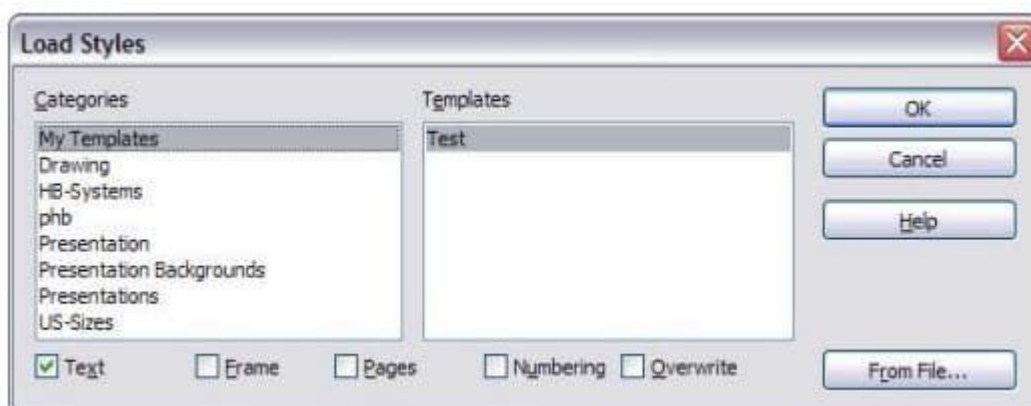 Load Styles
Categories
Templates
My Templates
Drawing
HB-Systems
phb
Presentation
Presentation Backgrounds
Presentations
US-Sizes
Test
OK
Cancel
Help
Text Frame Pages Numbering Overwrite
From File...